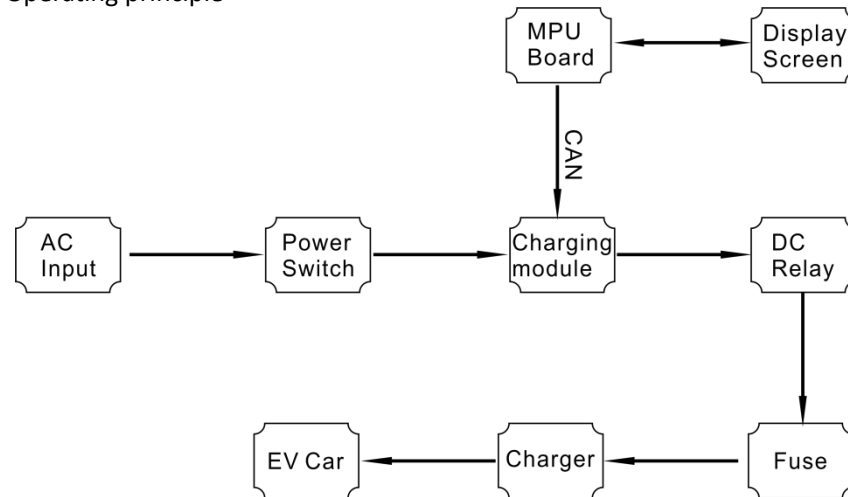 Operating principle
MPU
Board
Display
Screen
CAN
AC
Input
Power
Switch
Charging
module
DC
Relay
EV Car
Charger
Fuse